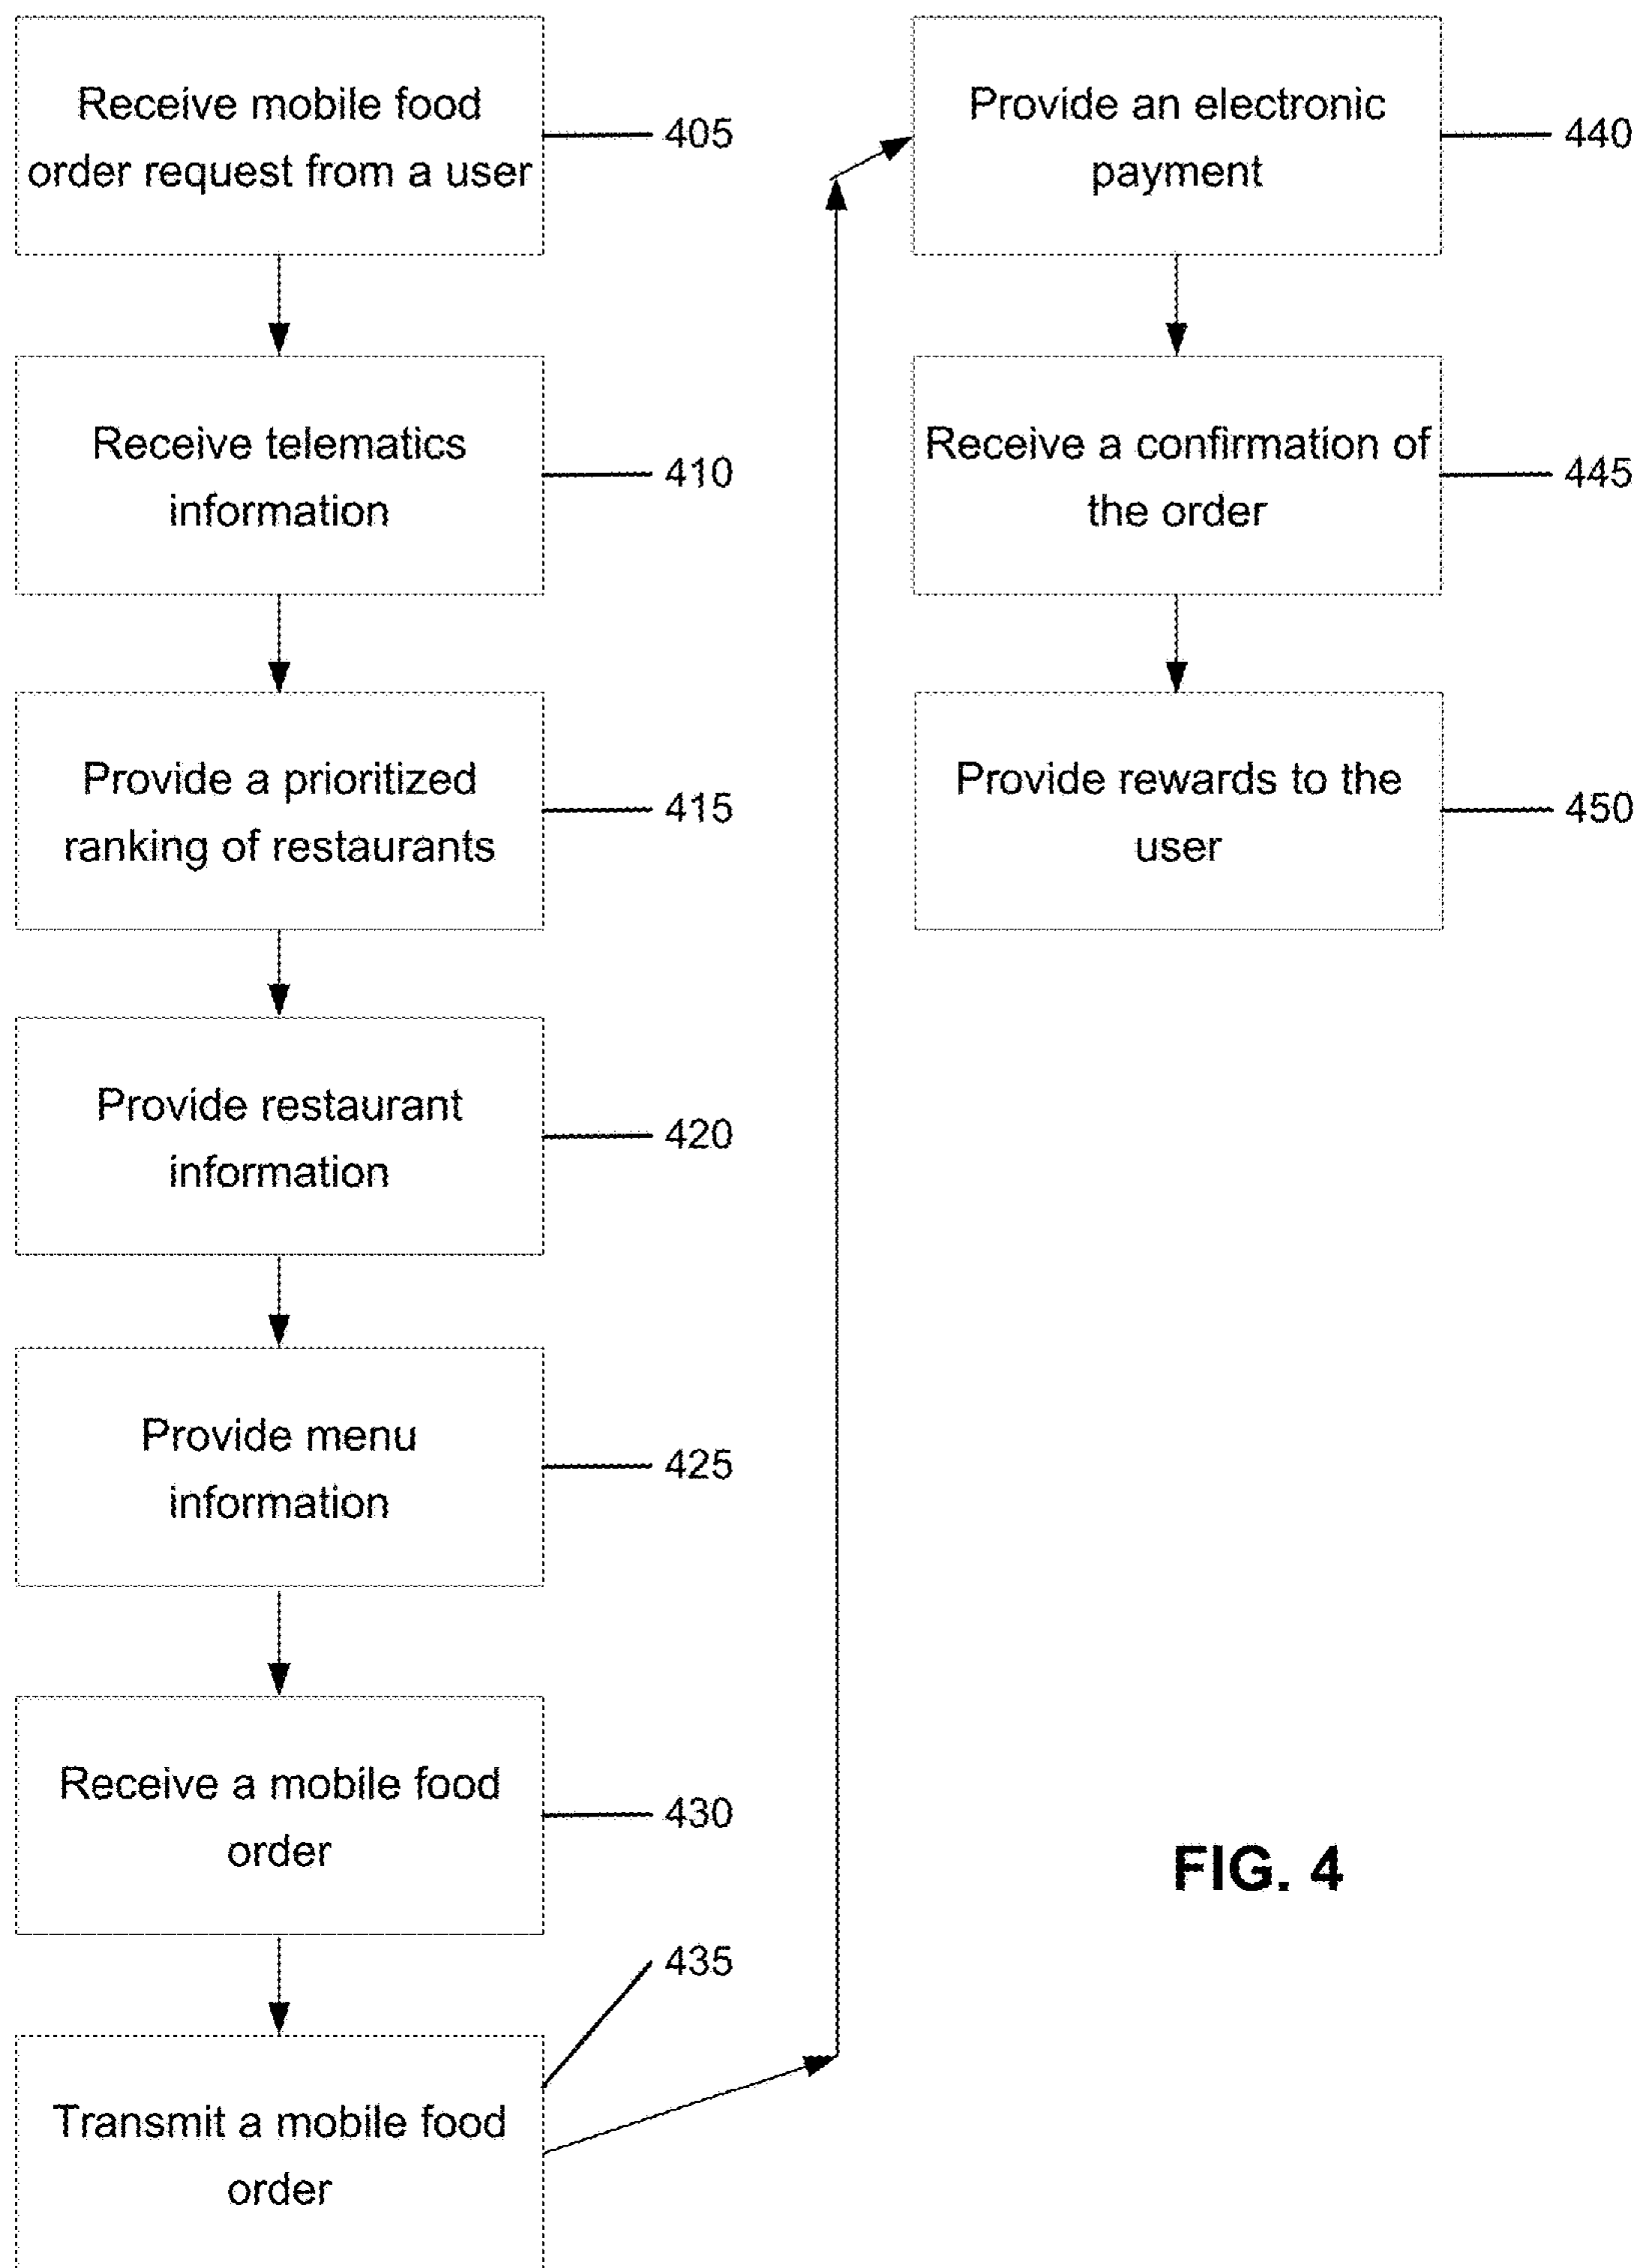 Receive mobile food
order request from a user
405
Receive telematics
information
410
Provide a prioritized
ranking of restaurants
415
Provide restaurant
information
420
Provide menu
information
425
Receive a mobile food
order
430
435
Transmit a mobile food
order
Provide an electronic
payment
440
Receive a confirmation of
the order
445
Provide rewards to the
user
450
FIG. 4